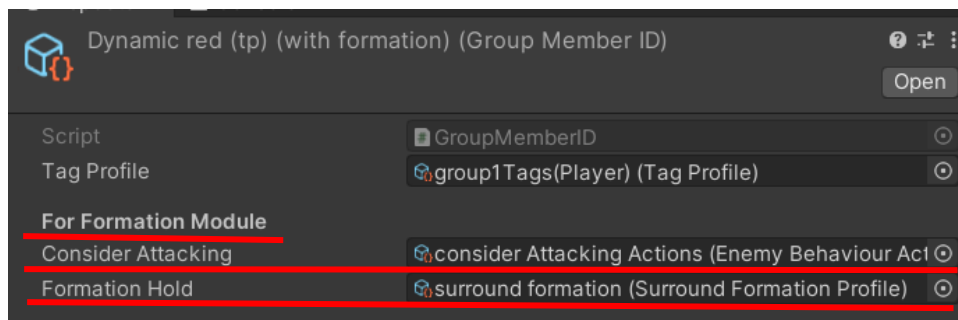 Dynamic red (tp) (with formation) (Group Member ID)
Open
Script GroupMemberID
Tag Profile group1Tags(Player) (Tag Profile)
For Formation Module
Consider Attacking consider Attacking Actions (Enemy Behaviour Act
Formation Hold surround formation (Surround Formation Profile)